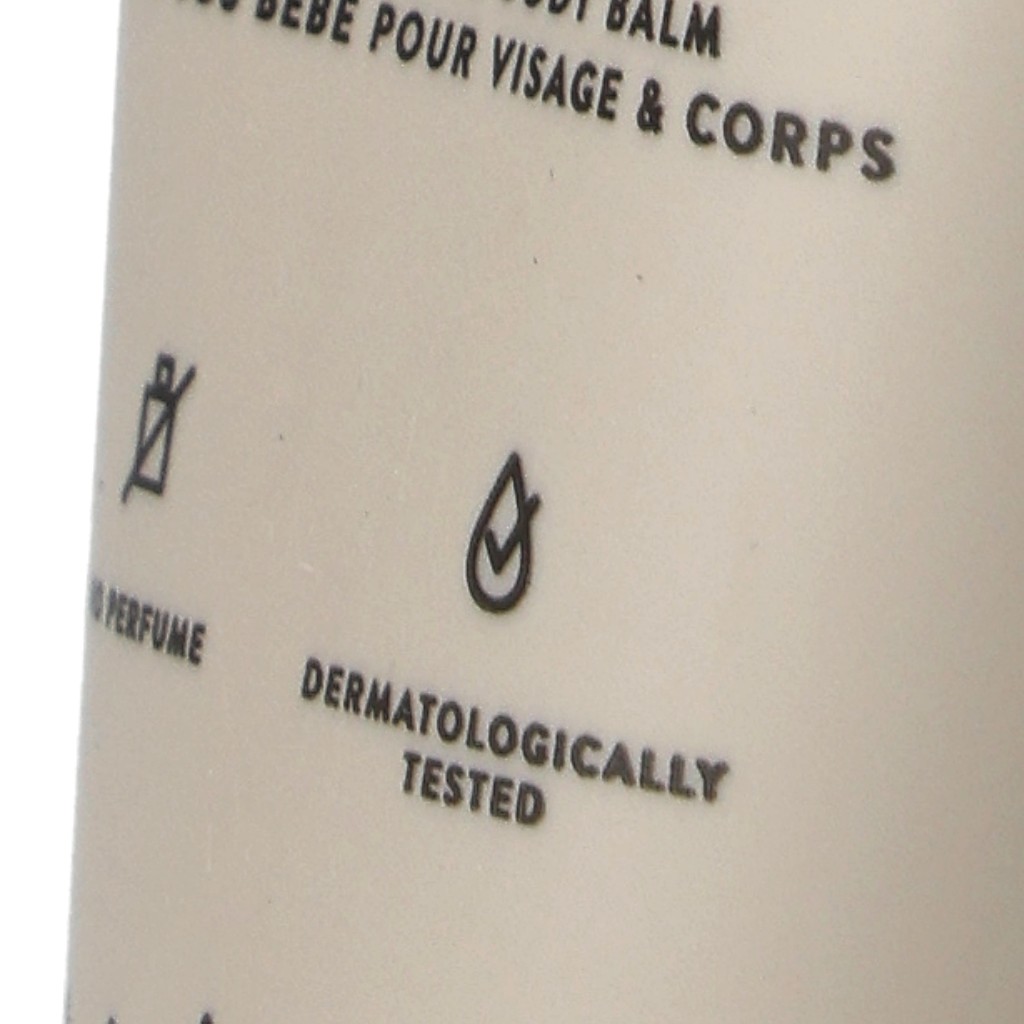 BALM
BÉBÉ POUR VISAGE & CORPS
PERFUME
DERMATOLOGICALLY
TESTED